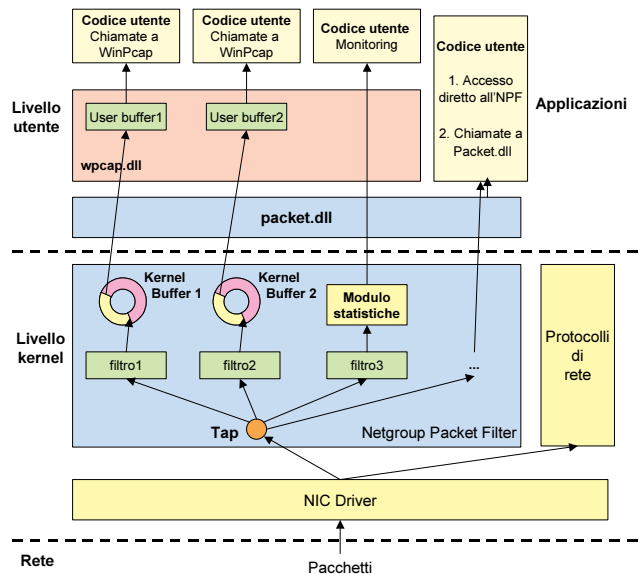 Codice utente
Chiamate a
WinPcap
Codice utente
Chiamate a
WinPcap
Codice utente
Monitoring
Codice utente
1. Accesso
diretto all'NPF
2. Chiamate a
Packet.dll
Livello
utente
Applicazioni
User buffer1
User buffer2
wpcap.dll
packet.dll
Kernel
Buffer 1
Kernel
Buffer 2
Modulo
statistiche
Protocolli
di
rete
Livello
kernel
filtro1
filtro2
filtro3
...
Tap
Netgroup Packet Filter
NIC Driver
Rete
Pacchetti